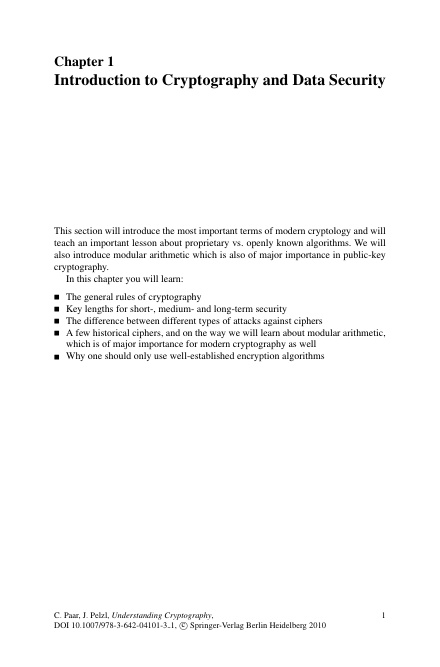 Chapter 1
Introduction to Cryptography and Data Security
This section will introduce the most important terms of modern cryptology and will
teach an important lesson about proprietary vs. openly known algorithms. We will
also introduce modular arithmetic which is also of major importance in public-key
cryptography.
In this chapter you will learn:
■ The general rules of cryptography
■ Key lengths for short-, medium- and long-term security
■ The difference between different types of attacks against ciphers
■ A few historical ciphers, and on the way we will learn about modular arithmetic,
which is of major importance for modern cryptography as well
■ Why one should only use well-established encryption algorithms
C. Paar, J. Pelzl, Understanding Cryptography, 1
DOI 10.1007/978-3-642-04101-3_1, © Springer-Verlag Berlin Heidelberg 2010